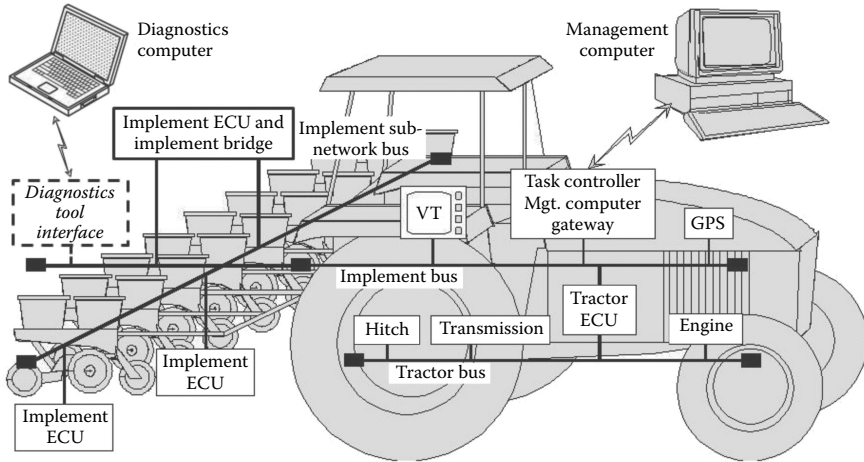 Diagnostics
computer
Management
computer
Implement ECU and
implement bridge
Implement sub-
network bus
Diagnostics
tool
interface
VT
Task controller
Mgt. computer
gateway
GPS
Implement bus
Tractor
ECU
Hitch
Transmission
Engine
Tractor bus
Implement
ECU
Implement
ECU